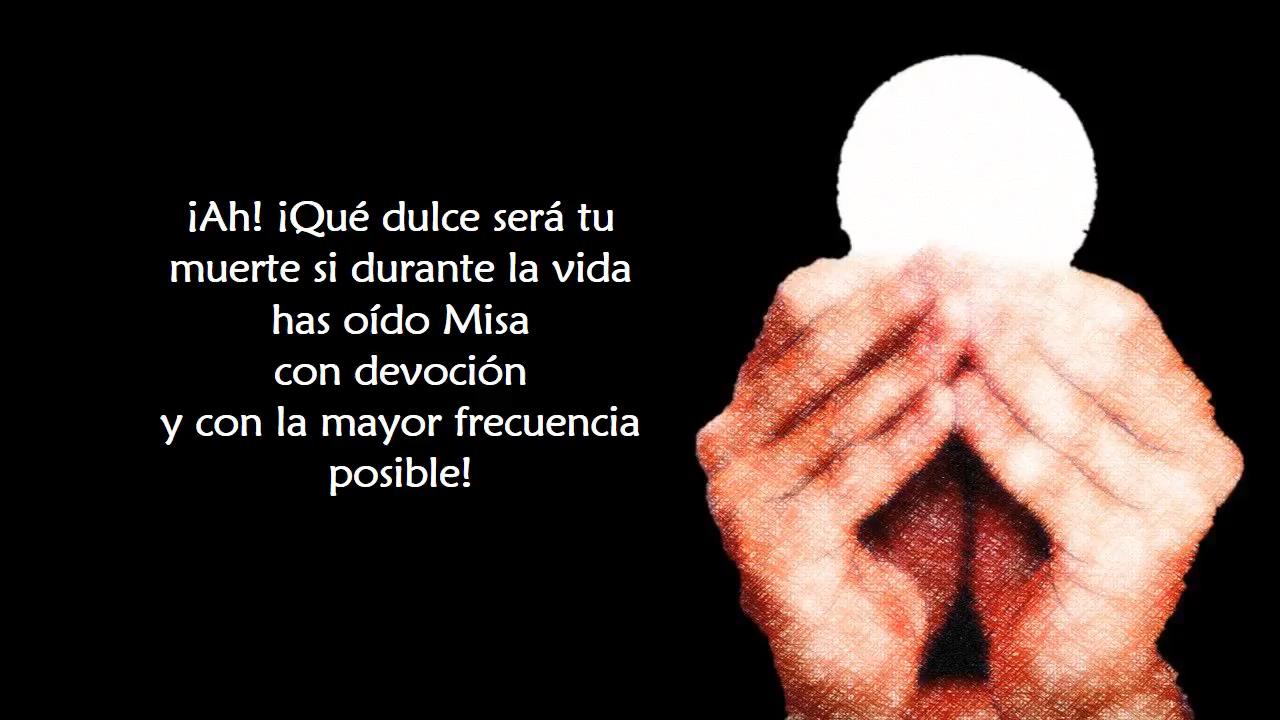 ¡Ah! ¡Qué dulce será tu
muerte si durante la vida
has oído Misa
con devoción
y con la mayor frecuencia
posible!